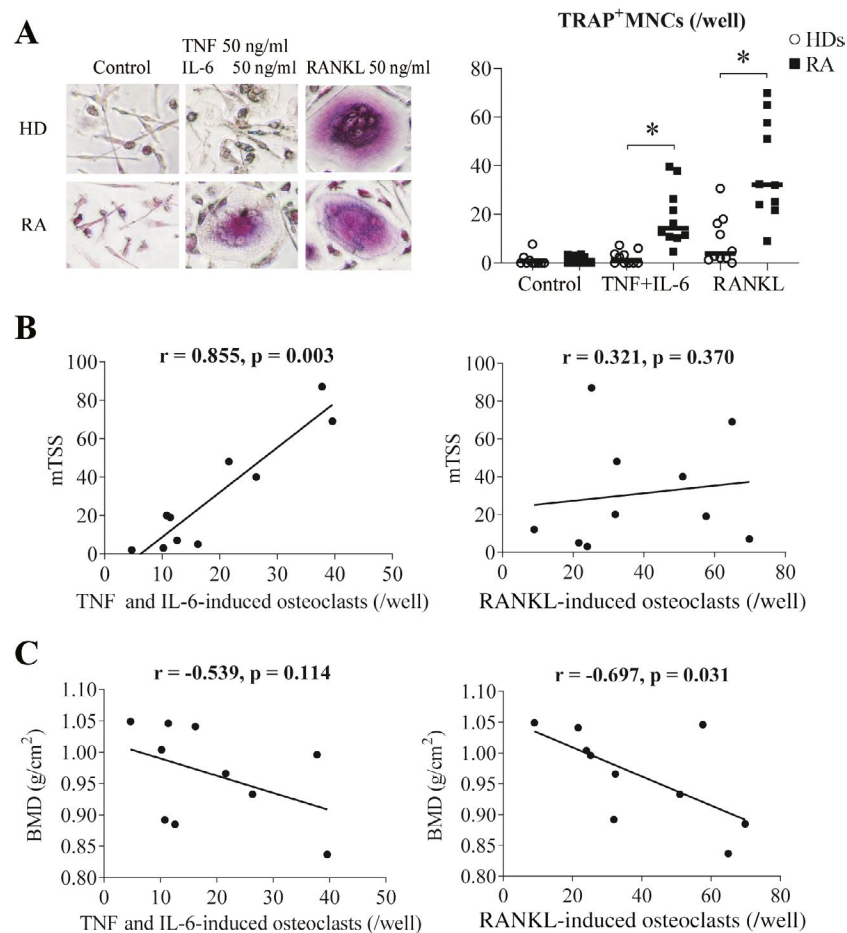 A
TRAP+MNCs (/well)
TNF 50 ng/ml
Control IL-6 50 ng/ml RANKL 50 ng/ml
HD
RA
HDs
RA
80
60
40
20
0
*
*
Control TNF+IL-6 RANKL
B
r = 0.855, p = 0.003
mTSS
100
80
60
40
20
0
0 10 20 30 40 50
TNF and IL-6-induced osteoclasts (/well)
r = 0.321, p = 0.370
mTSS
100
80
60
40
20
0
0 20 40 60 80
RANKL-induced osteoclasts (/well)
C
r = -0.539, p = 0.114
BMD (g/cm²)
1.10
1.05
1.00
0.95
0.90
0.85
0.80
0 10 20 30 40 50
TNF and IL-6-induced osteoclasts (/well)
r = -0.697, p = 0.031
BMD (g/cm²)
1.10
1.05
1.00
0.95
0.90
0.85
0.80
0 20 40 60 80
RANKL-induced osteoclasts (/well)